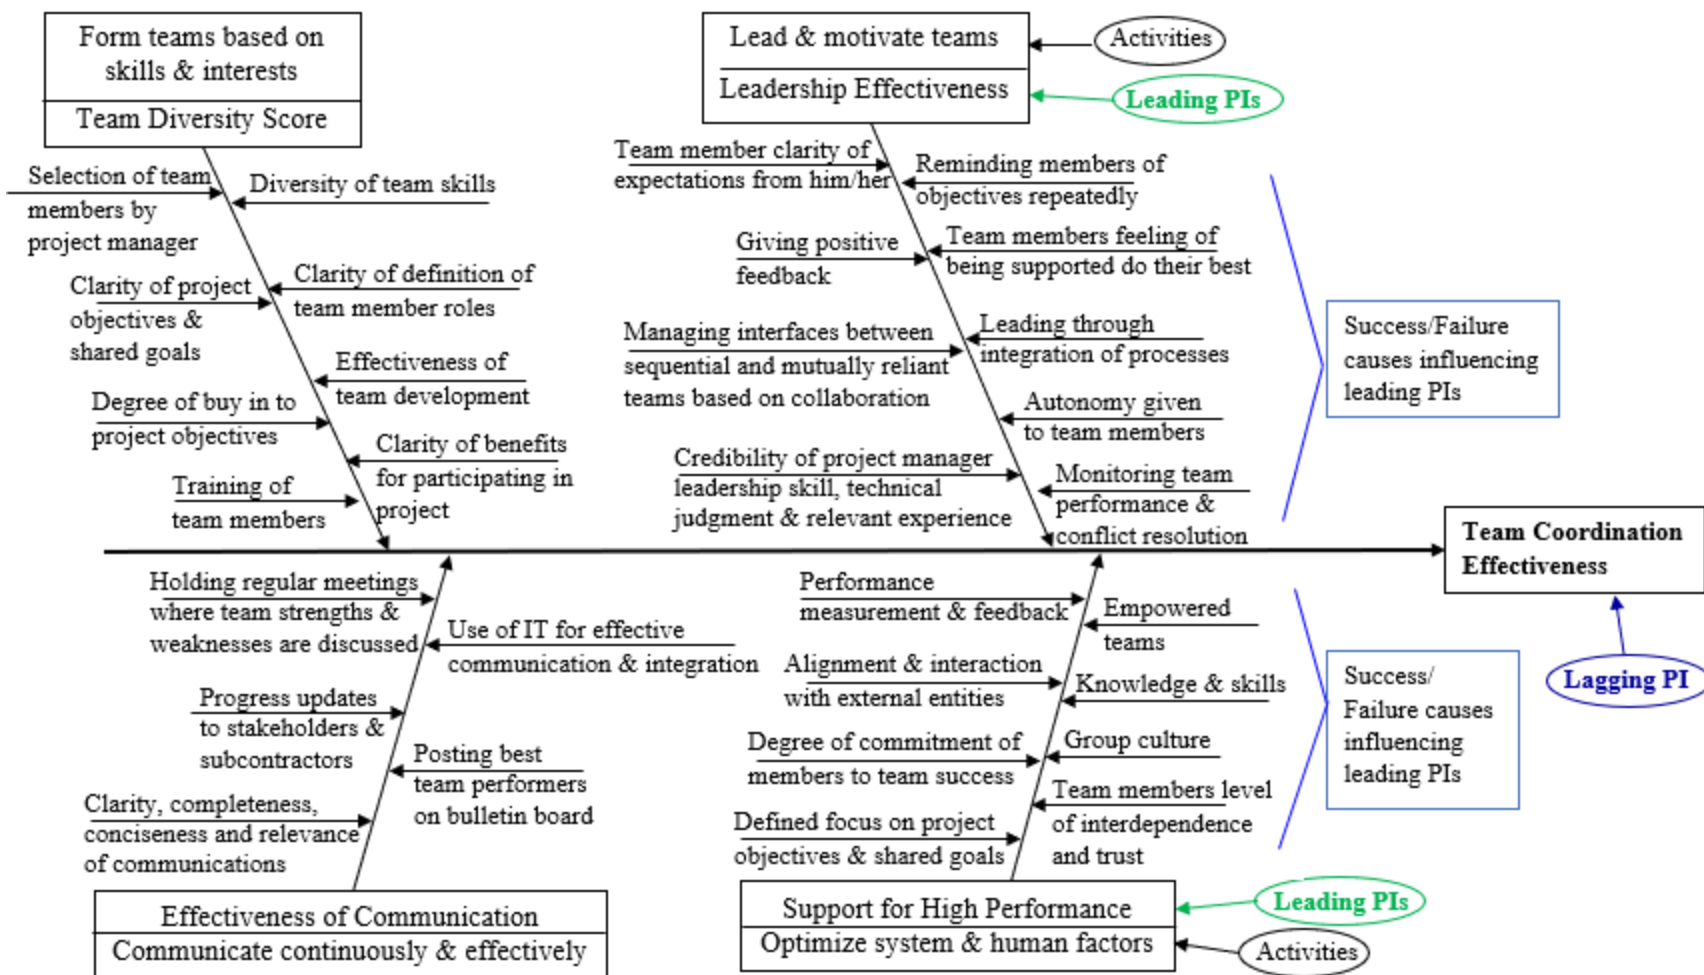 Form teams based on
skills & interests
Team Diversity Score
Lead & motivate teams
Leadership Effectiveness
Activities
Leading PIs
Selection of team
members by
project manager
Diversity of team skills
Clarity of project
objectives &
shared goals
Clarity of definition of
team member roles
Effectiveness of
team development
Degree of buy in to
project objectives
Clarity of benefits
for participating in
project
Training of
team members
Team member clarity of
expectations from him/her
Reminding members of
objectives repeatedly
Giving positive
feedback
Team members feeling of
being supported do their best
Managing interfaces between
sequential and mutually reliant
teams based on collaboration
Leading through
integration of processes
Autonomy given
to team members
Credibility of project manager
leadership skill, technical
judgment & relevant experience
Monitoring team
performance &
conflict resolution
Success/Failure
causes influencing
leading PIs
Team Coordination
Effectiveness
Lagging PI
Holding regular meetings
where team strengths &
weaknesses are discussed
Use of IT for effective
communication & integration
Progress updates
to stakeholders &
subcontractors
Posting best
team performers
on bulletin board
Clarity, completeness,
conciseness and relevance
of communications
Performance
measurement & feedback
Empowered
teams
Alignment & interaction
with external entities
Knowledge & skills
Degree of commitment of
members to team success
Group culture
Team members level
of interdependence
and trust
Defined focus on project
objectives & shared goals
Success/
Failure causes
influencing
leading PIs
Effectiveness of Communication
Communicate continuously & effectively
Support for High Performance
Optimize system & human factors
Leading PIs
Activities